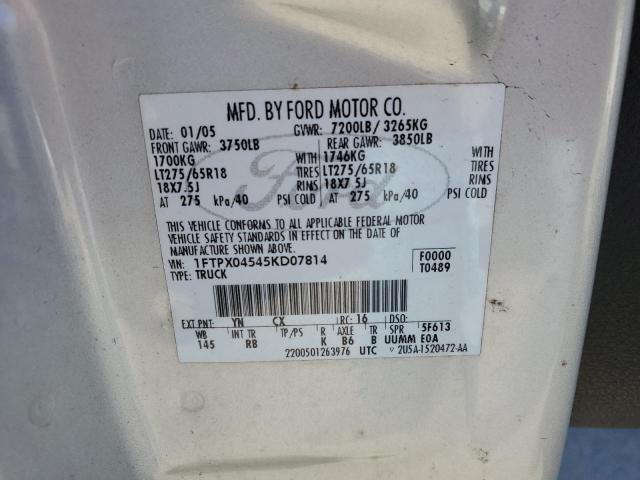 MFD. BY FORD MOTOR CO.
DATE: 01/05 GVWR: 7200LB/ 3265KG
FRONT GAWR: 3750LB REAR GAWR: 3850LB
1700KG WITH 1746KG WITH
LT275/65R18 TIRES LT275/65R18 TIRES
18X7.5J RIMS 18X7.5J RIMS
AT 275 kPa/40 PSI COLD AT 275 kPa/40 PSI COLD
THIS VEHICLE CONFORMS TO ALL APPLICABLE FEDERAL MOTOR
VEHICLE SAFETY STANDARDS IN EFFECT ON THE DATE OF
MANUFACTURE SHOWN ABOVE.
VIN: 1FTPX04545KD07814 F0000
TYPE: TRUCK T0489
EXT PNT: YN CX RC: 16 DSO:
WB INT TR TP/PS R AXLE TR SPR 5F613
145 RB K B6 B UUMM E0A
2200501263976 UTC V 2U5A-1520472-AA
Ford